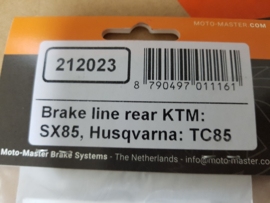 MOTO-MASTER.COM
212023
8 790497 011161
Brake line rear KTM:
SX85, Husqvarna: TC85
Moto-Master Brake Systems - The Netherlands - info@moto-master